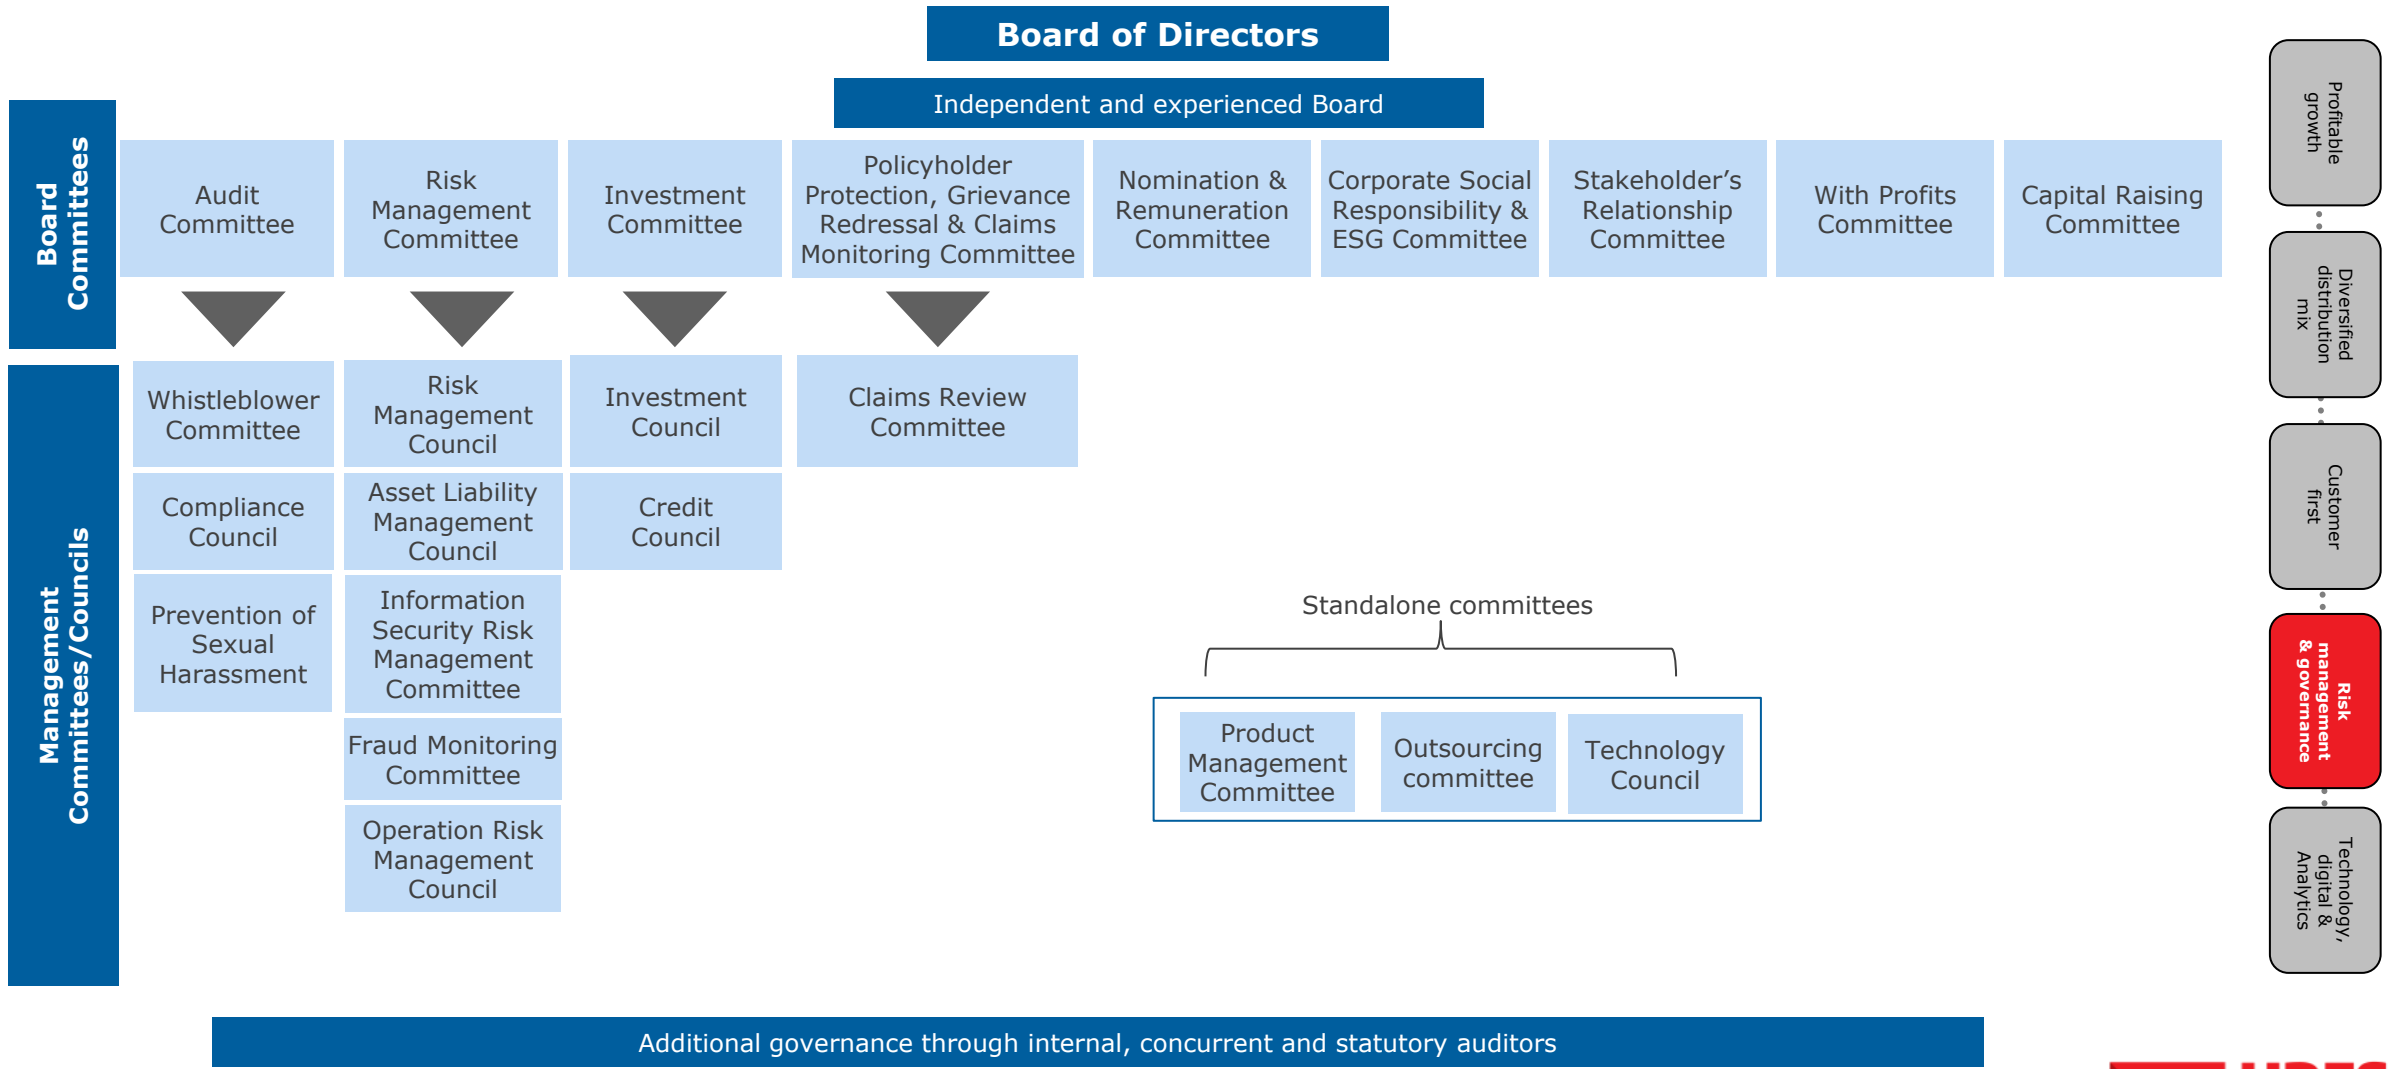 Board of Directors
Independent and experienced Board
Board
Committees
Audit
Committee
Risk
Management
Committee
Investment
Committee
Policyholder
Protection, Grievance
Redressal & Claims
Monitoring Committee
Nomination &
Remuneration
Committee
Corporate Social
Responsibility &
ESG Committee
Stakeholder’s
Relationship
Committee
With Profits
Committee
Capital Raising
Committee
Management
Committees/Councils
Whistleblower
Committee
Compliance
Council
Prevention of
Sexual
Harassment
Risk
Management
Council
Asset Liability
Management
Council
Information
Security Risk
Management
Committee
Fraud Monitoring
Committee
Operation Risk
Management
Council
Investment
Council
Credit
Council
Claims Review
Committee
Standalone committees
Product
Management
Committee
Outsourcing
committee
Technology
Council
Additional governance through internal, concurrent and statutory auditors
Profitable
growth
Diversified
distribution
mix
Customer
first
Risk
management
& governance
Technology,
digital &
Analytics